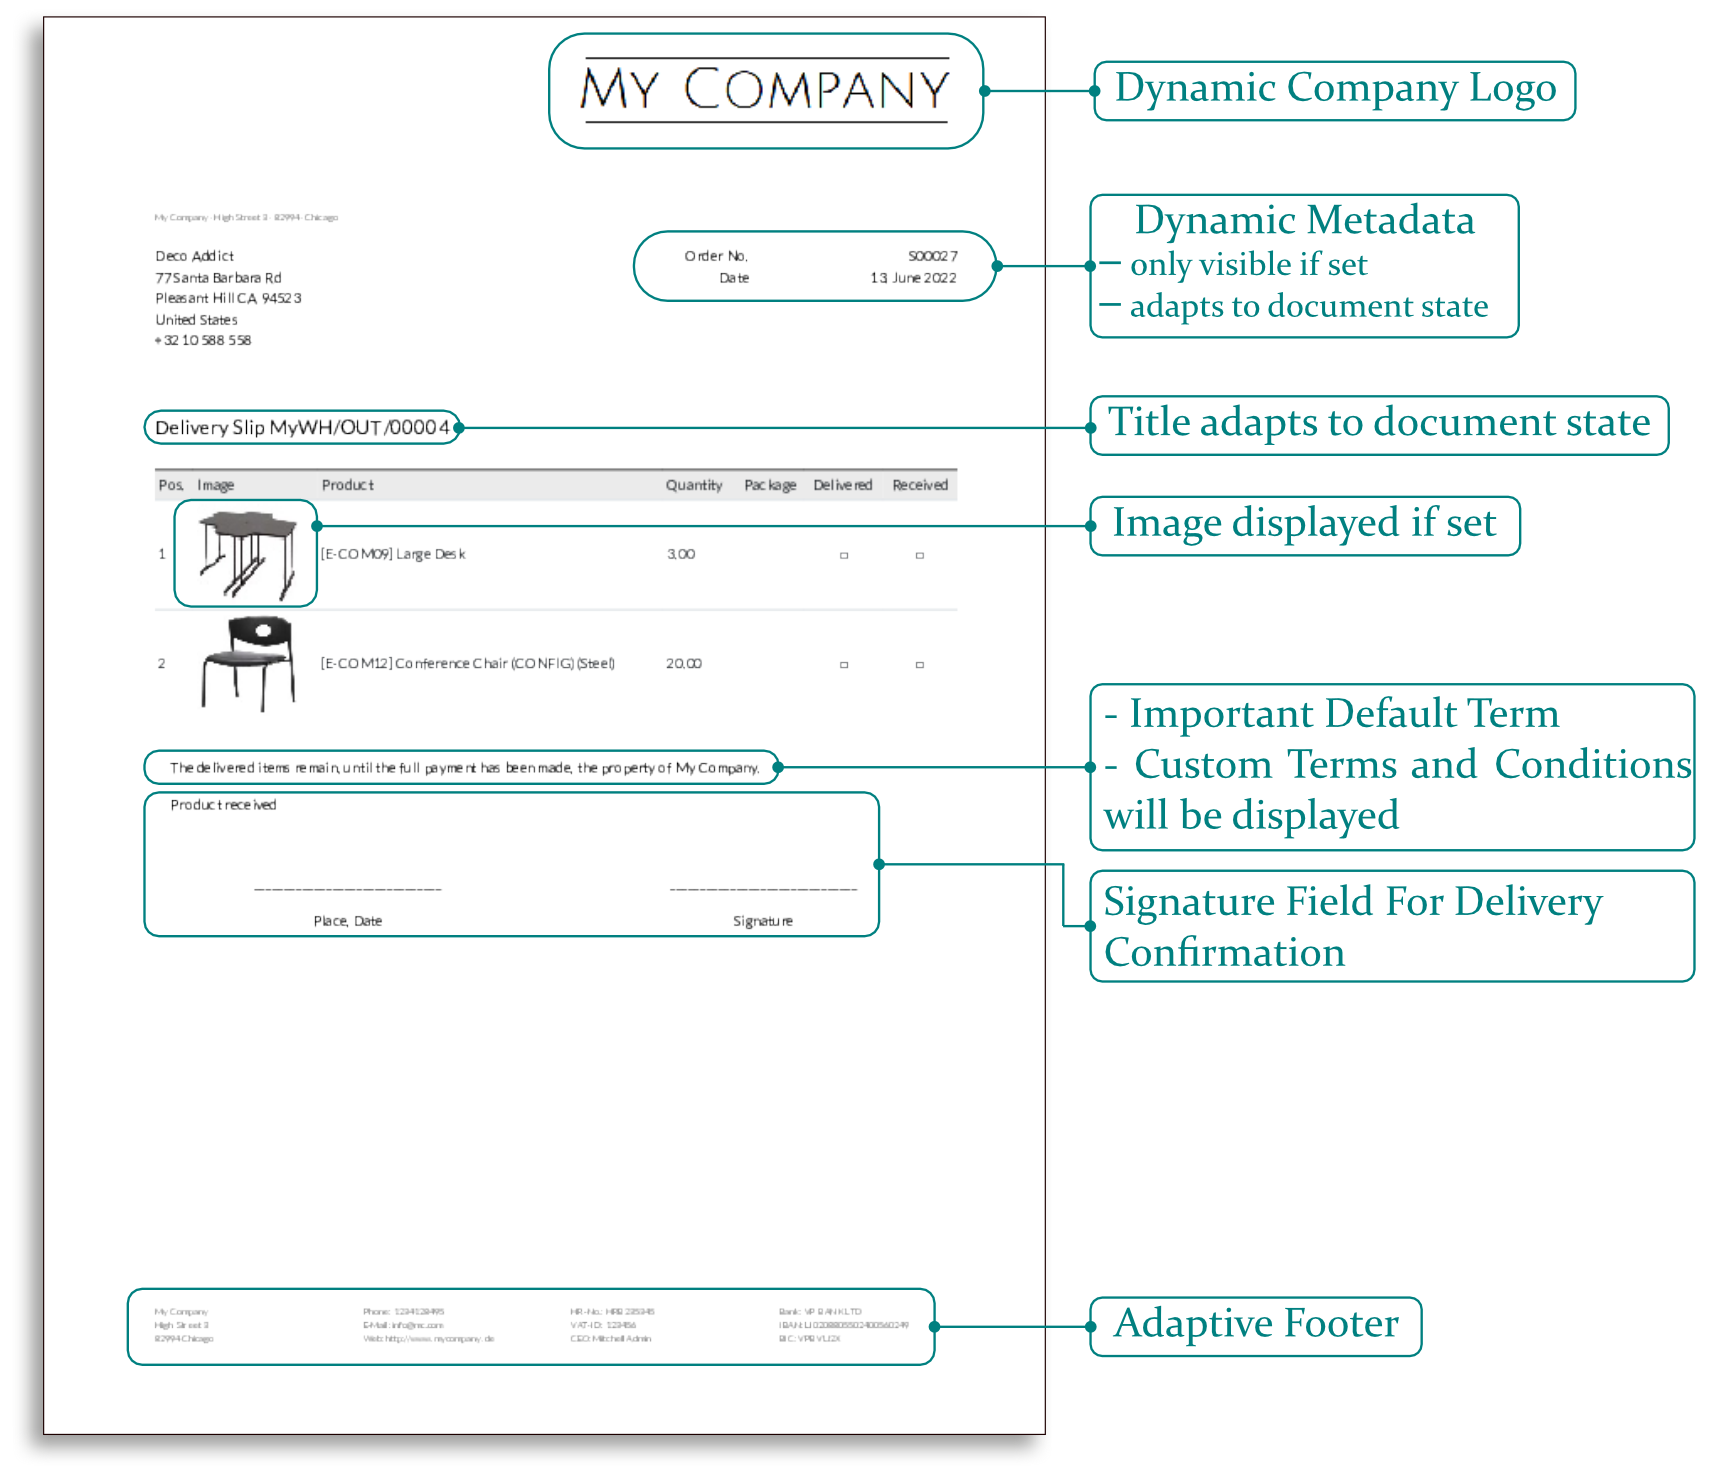 MY COMPANY
Dynamic Company Logo
My Company · High Street 3 · 82994 · Chicago
Dynamic Metadata
Deco Addict
Order No.
S00027
– only visible if set
77 Santa Barbara Rd
Date
13 June 2022
Pleasant Hill CA 94523
– adapts to document state
United States
+32 10 588 558
Delivery Slip MyWH/OUT/00004
Title adapts to document state
Pos. Image Product Quantity Package Delivered Received
Image displayed if set
1 [E-COM09] Large Desk 3.00 □ □
2 [E-COM12] Conference Chair (CONFIG) (Steel) 20.00 □ □
- Important Default Term
- Custom Terms and Conditions
will be displayed
The delivered items remain, until the full payment has been made, the property of My Company.
Product received
Signature Field For Delivery
Confirmation
Place, Date
Signature
My Company Phone: 1234128495 HR-No.: HRB 235345 Bank: VP BANK LTD
High Street 3 E-Mail: info@mc.com VAT-ID: 123456
82994 Chicago Web: http://www.mycompany.de CEO: Mitchell Admin
Adaptive Footer